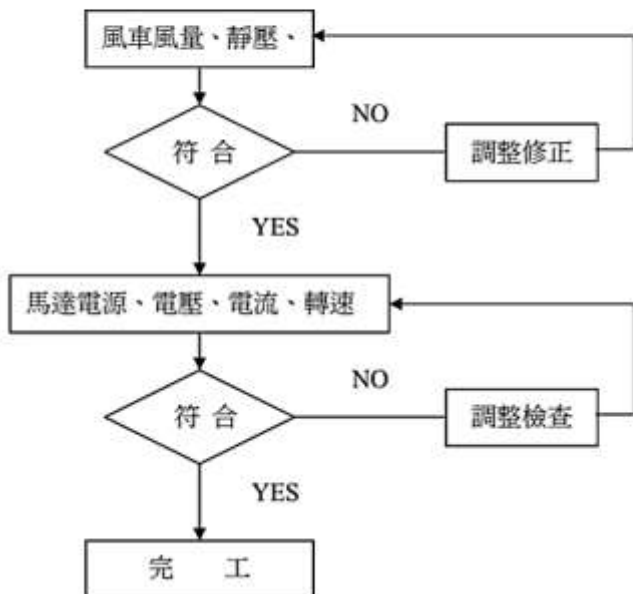 風車風量、靜壓、
NO
符 合
調整修正
YES
馬達電源、電壓、電流、轉速
NO
符 合
調整檢查
YES
完 工